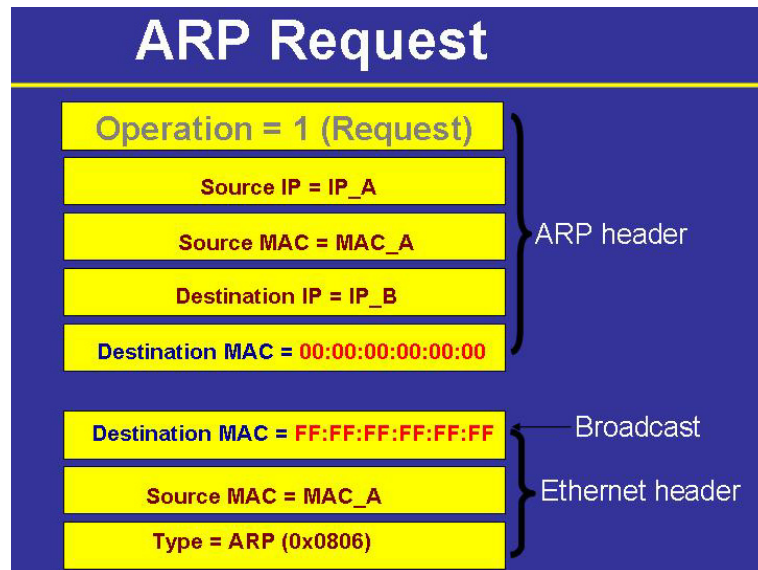 ARP Request
Operation = 1 (Request)
Source IP = IP_A
Source MAC = MAC_A
ARP header
Destination IP = IP_B
Destination MAC = 00:00:00:00:00:00
Destination MAC = FF:FF:FF:FF:FF:FF
Broadcast
Source MAC = MAC_A
Ethernet header
Type = ARP (0x0806)